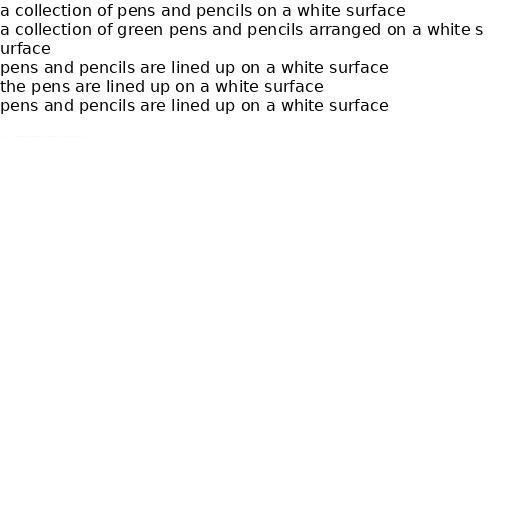 a collection of pens and pencils on a white surface
a collection of green pens and pencils arranged on a white s
urface
pens and pencils are lined up on a white surface
the pens are lined up on a white surface
pens and pencils are lined up on a white surface